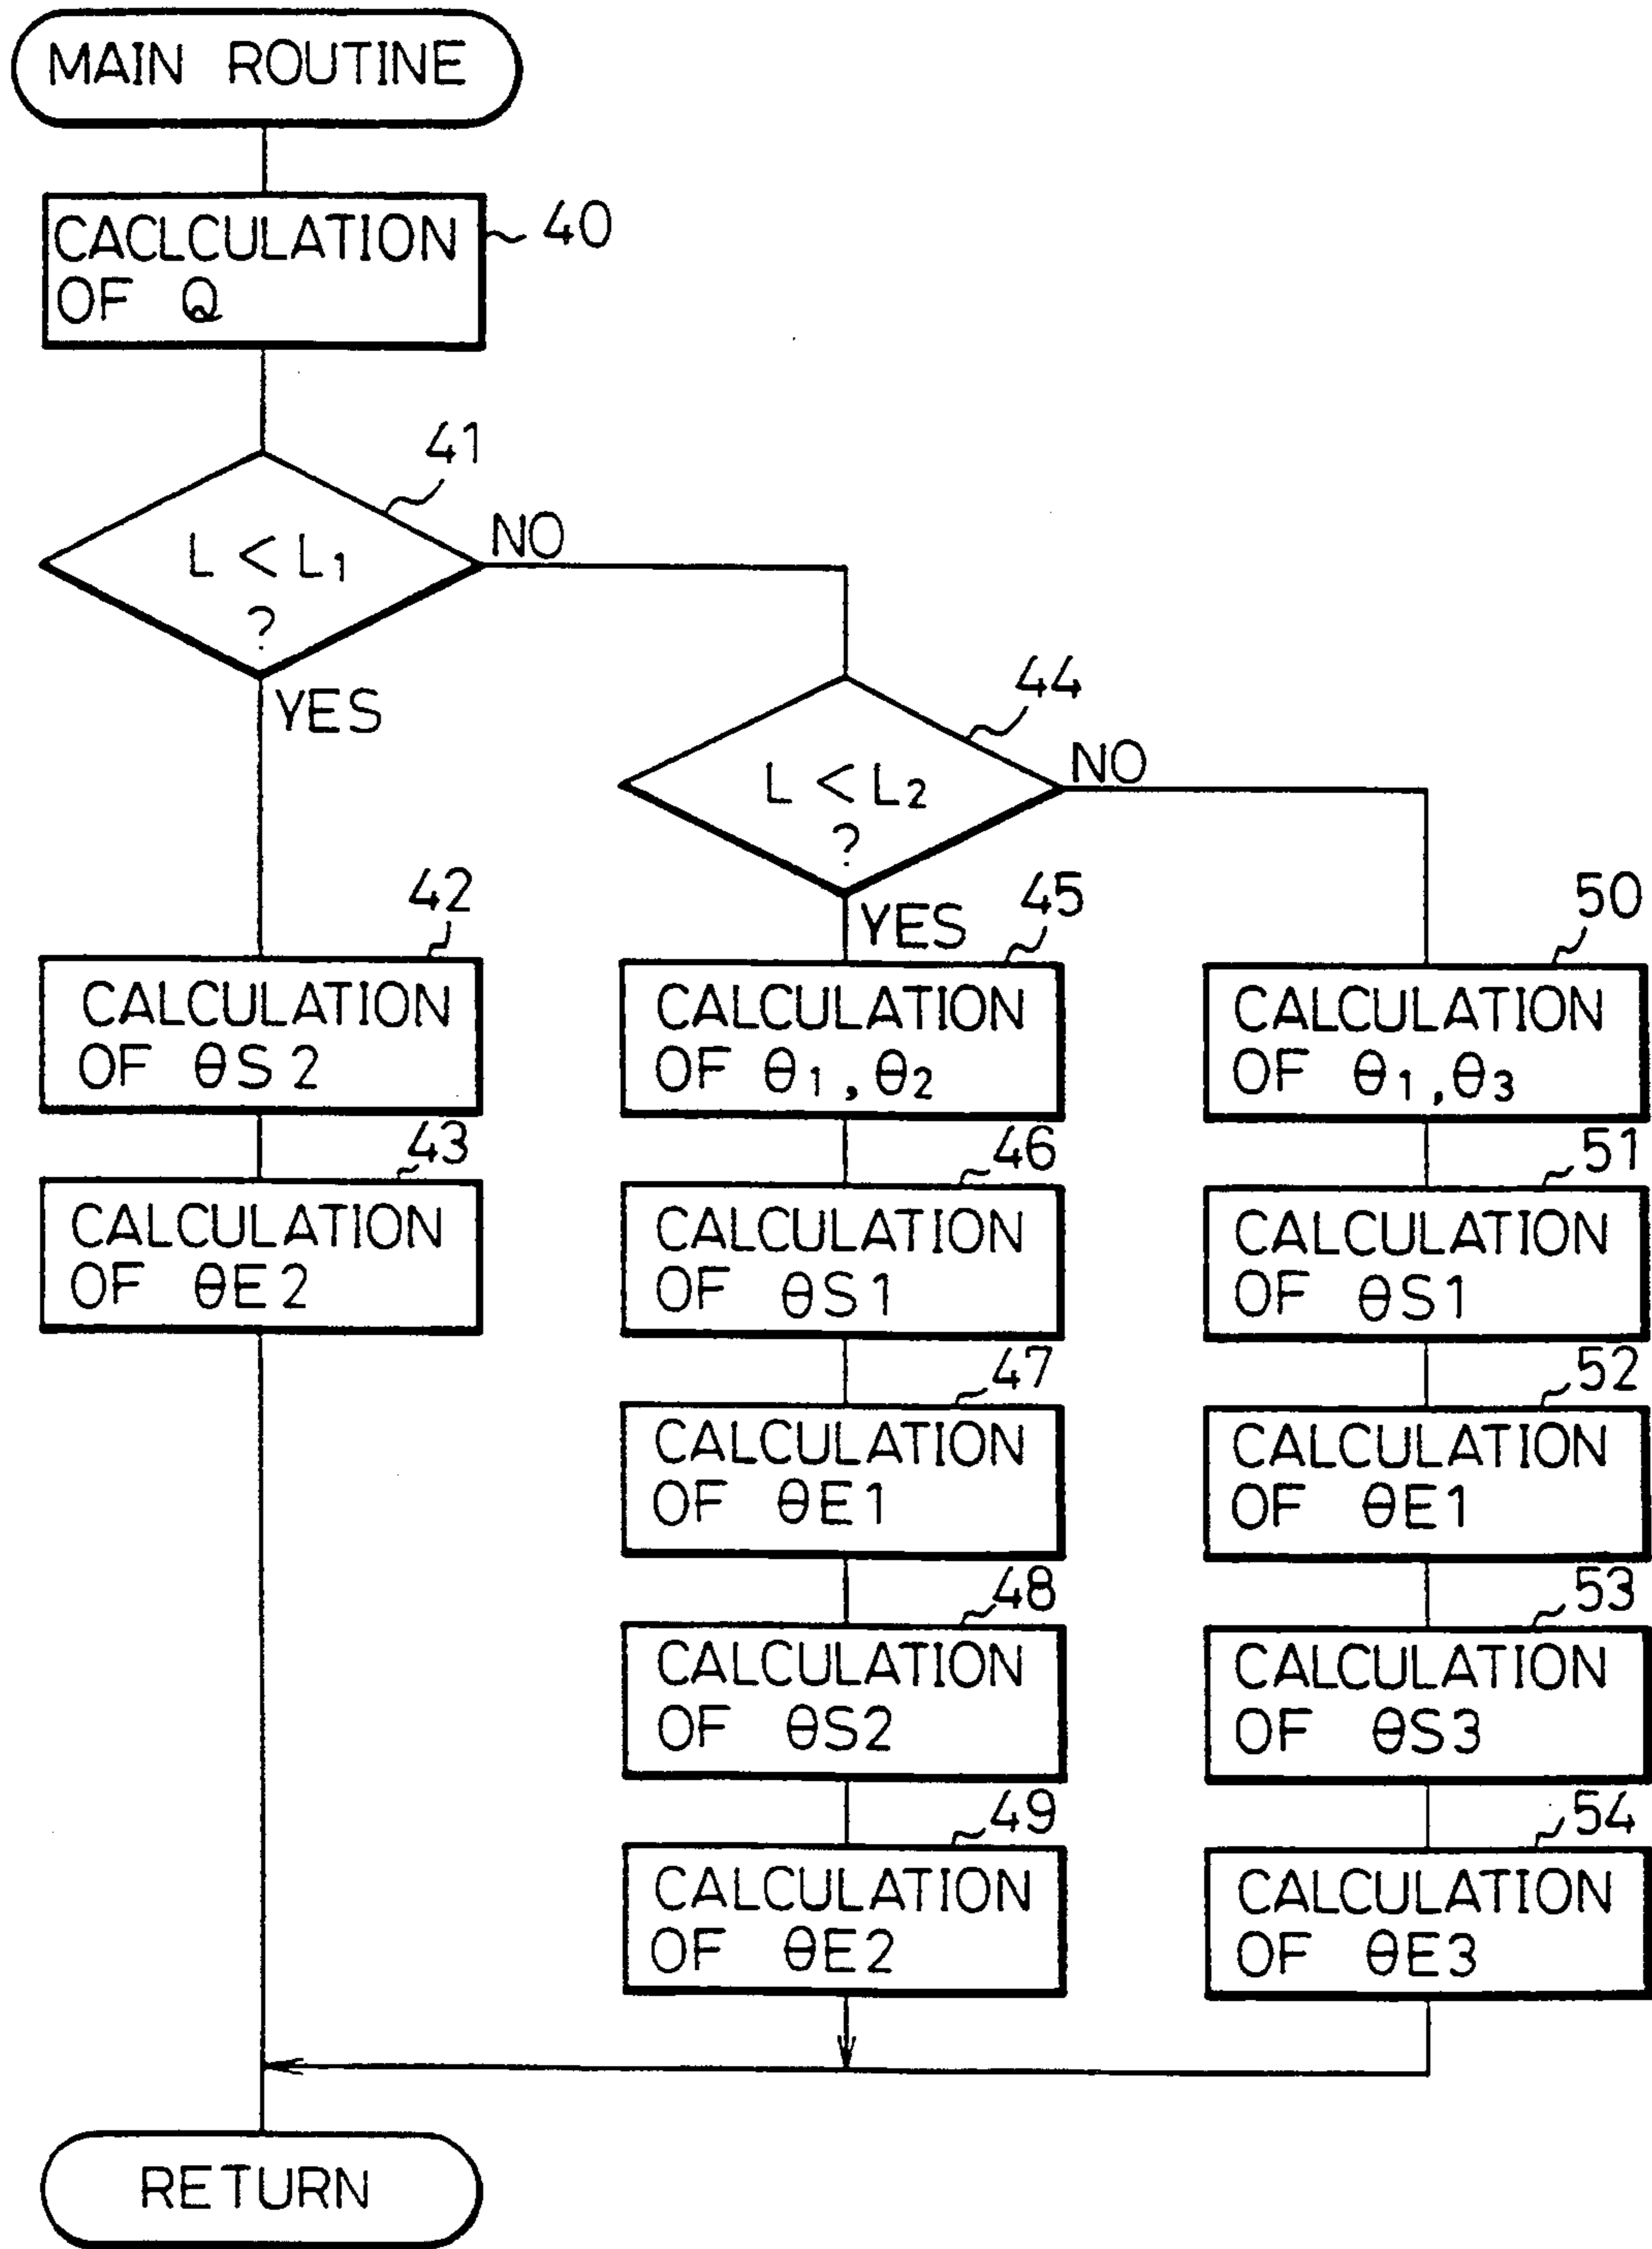 MAIN ROUTINE
CACLCULATION
OF Q
40
41
L < L1
?
NO
YES
44
L < L2
?
NO
YES
42
CALCULATION
OF θS2
43
CALCULATION
OF θE2
45
CALCULATION
OF θ1, θ2
46
CALCULATION
OF θS1
47
CALCULATION
OF θE1
48
CALCULATION
OF θS2
49
CALCULATION
OF θE2
50
CALCULATION
OF θ1, θ3
51
CALCULATION
OF θS1
52
CALCULATION
OF θE1
53
CALCULATION
OF θS3
54
CALCULATION
OF θE3
RETURN